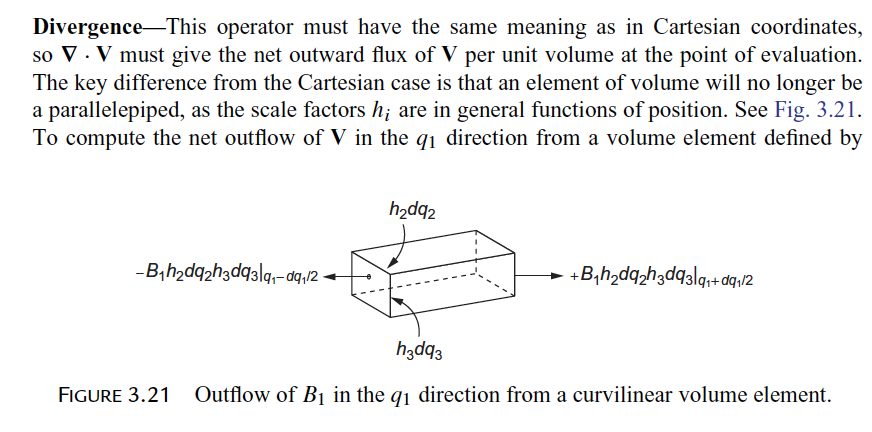 Divergence—This operator must have the same meaning as in Cartesian coordinates,
so ∇ · V must give the net outward flux of V per unit volume at the point of evaluation.
The key difference from the Cartesian case is that an element of volume will no longer be
a parallelepiped, as the scale factors hᵢ are in general functions of position. See Fig. 3.21.
To compute the net outflow of V in the q₁ direction from a volume element defined by
h₂dq₂
−B₁h₂dq₂h₃dq₃|q₁−dq₁/2
+B₁h₂dq₂h₃dq₃|q₁+dq₁/2
h₃dq₃
FIGURE 3.21 Outflow of B₁ in the q₁ direction from a curvilinear volume element.